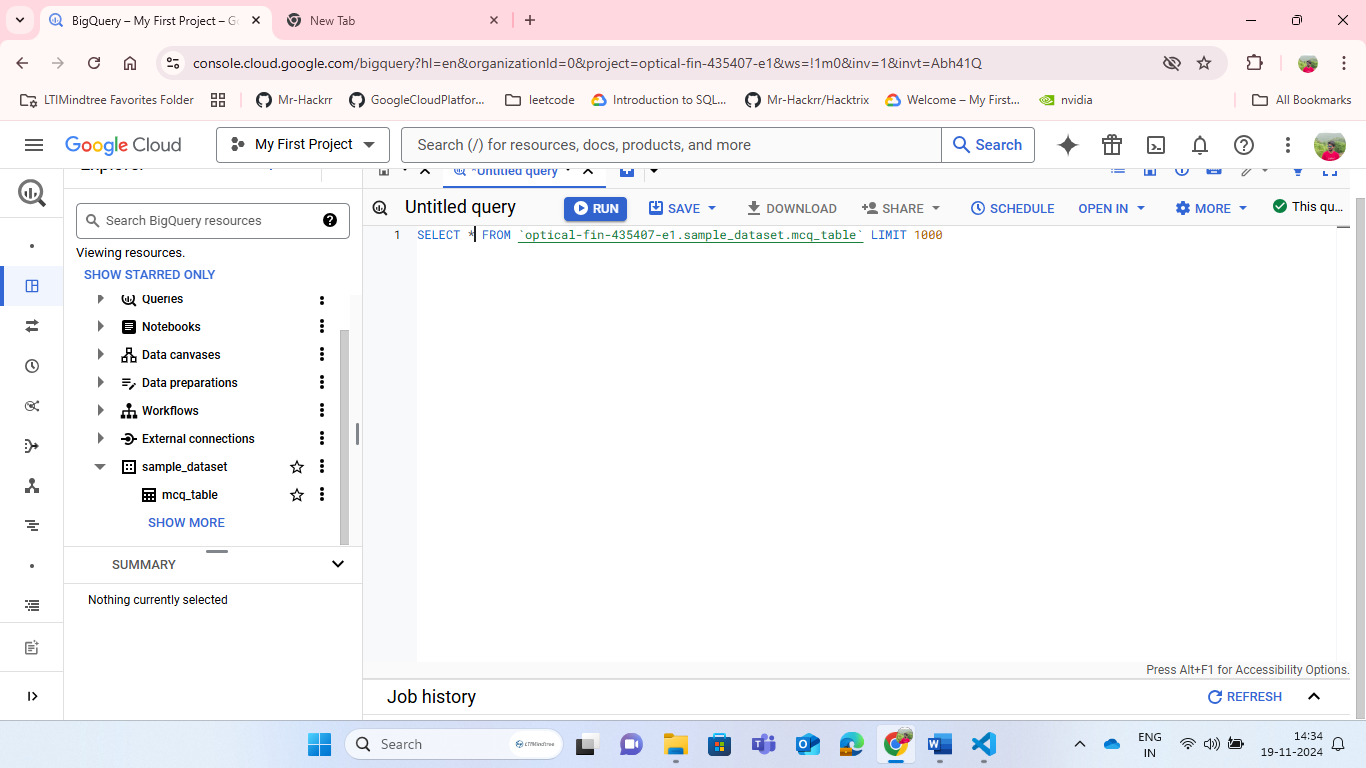 BigQuery – My First Project – Go
New Tab
console.cloud.google.com/bigquery?hl=en&organizationId=0&project=optical-fin-435407-e1&ws=!1m0&inv=1&invt=Abh41Q
LTIMindtree Favorites Folder
Mr-Hackrr
GoogleCloudPlatfor...
leetcode
Introduction to SQL...
Mr-Hackrr/Hacktrix
Welcome – My First...
nvidia
All Bookmarks
Google Cloud
My First Project
Search (/) for resources, docs, products, and more
Search
Explorer
*Untitled query
Untitled query
RUN
SAVE
DOWNLOAD
SHARE
SCHEDULE
OPEN IN
MORE
This qu...
Search BigQuery resources
Viewing resources.
SHOW STARRED ONLY
Queries
Notebooks
Data canvases
Data preparations
Workflows
External connections
sample_dataset
mcq_table
SHOW MORE
SUMMARY
Nothing currently selected
1 SELECT * FROM `optical-fin-435407-e1.sample_dataset.mcq_table` LIMIT 1000
Press Alt+F1 for Accessibility Options.
Job history
REFRESH
Search
LTIMindtree
ENG
IN
14:34
19-11-2024